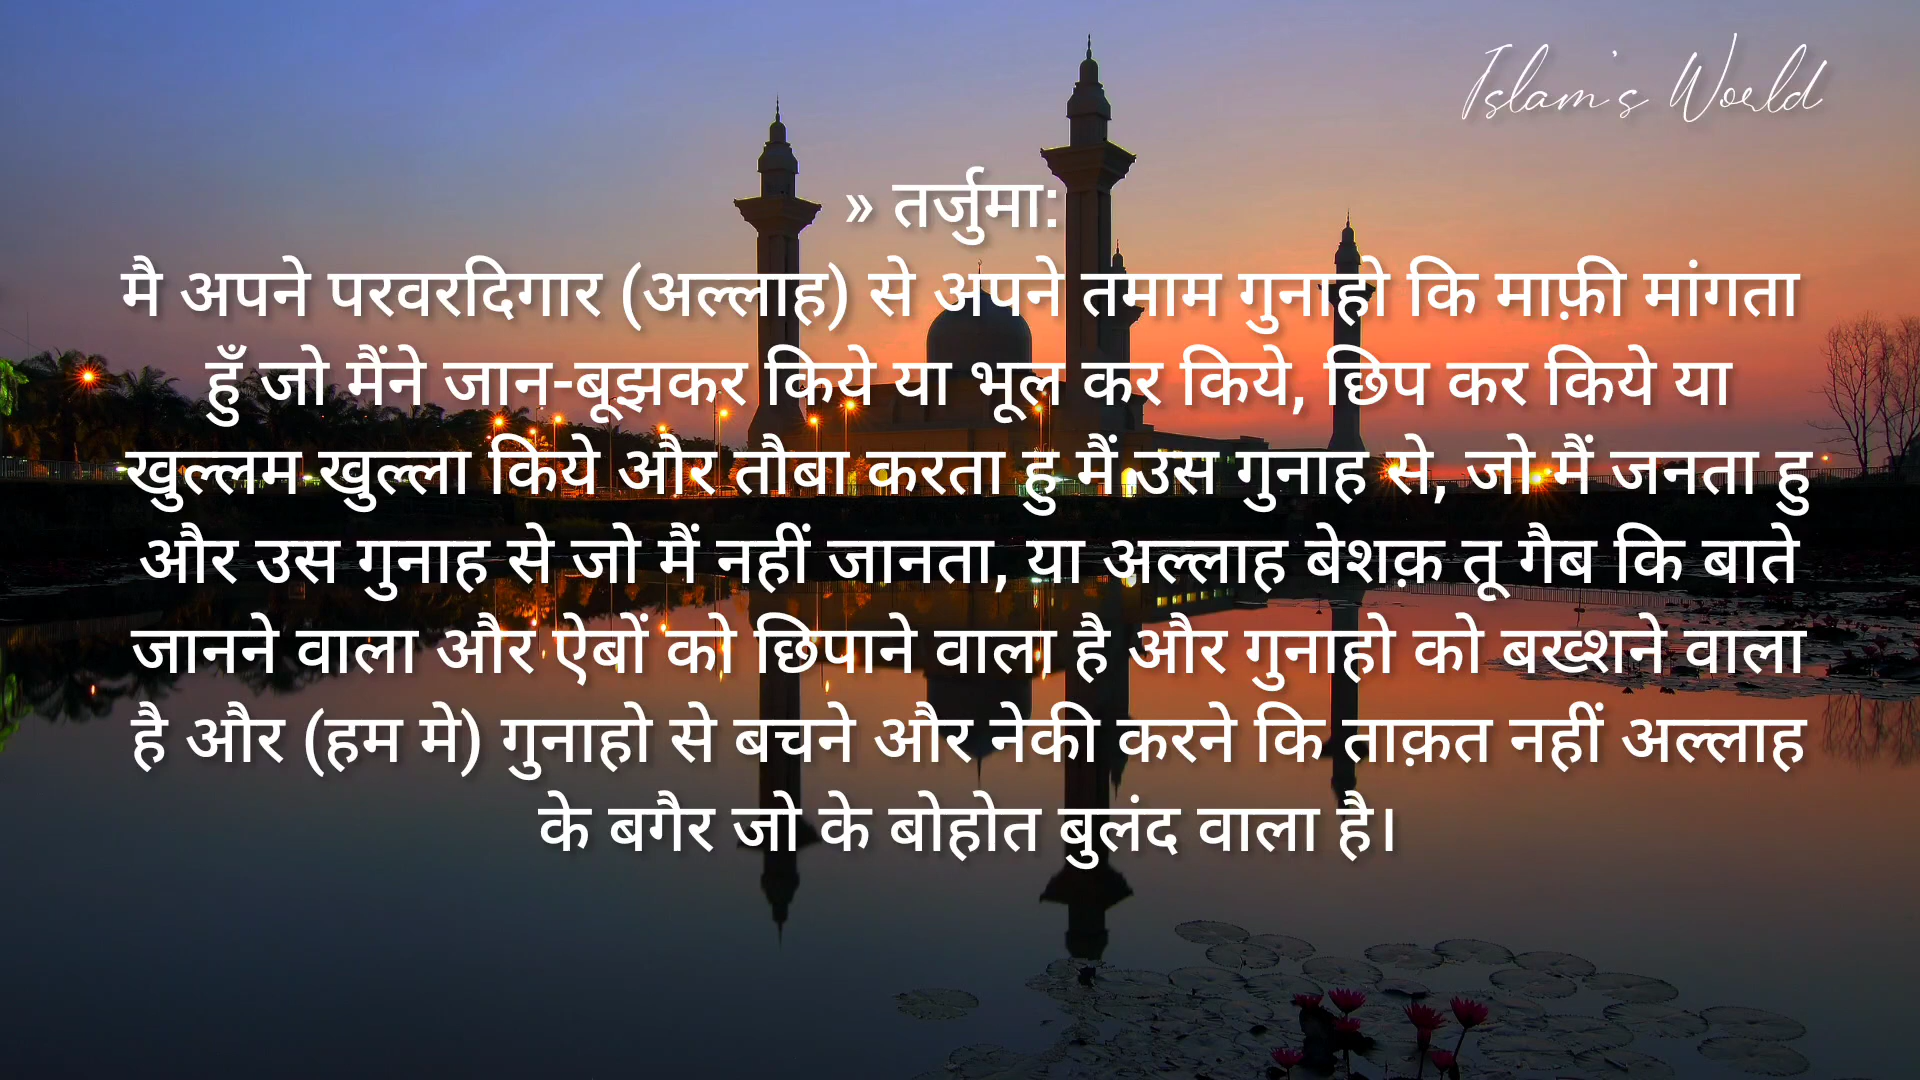 Islam's World
» तर्जुमा:
मै अपने परवरदिगार (अल्लाह) से अपने तमाम गुनाहो कि माफ़ी मांगता
हुँ जो मैंने जान-बूझकर किये या भूल कर किये, छिप कर किये या
खुल्लम खुल्ला किये और तौबा करता हु मैं उस गुनाह से, जो मैं जनता हु
और उस गुनाह से जो मैं नहीं जानता, या अल्लाह बेशक़ तू गैब कि बाते
जानने वाला और ऐबों को छिपाने वाला है और गुनाहो को बख्शने वाला
है और (हम मे) गुनाहो से बचने और नेकी करने कि ताक़त नहीं अल्लाह
के बगैर जो के बोहोत बुलंद वाला है।